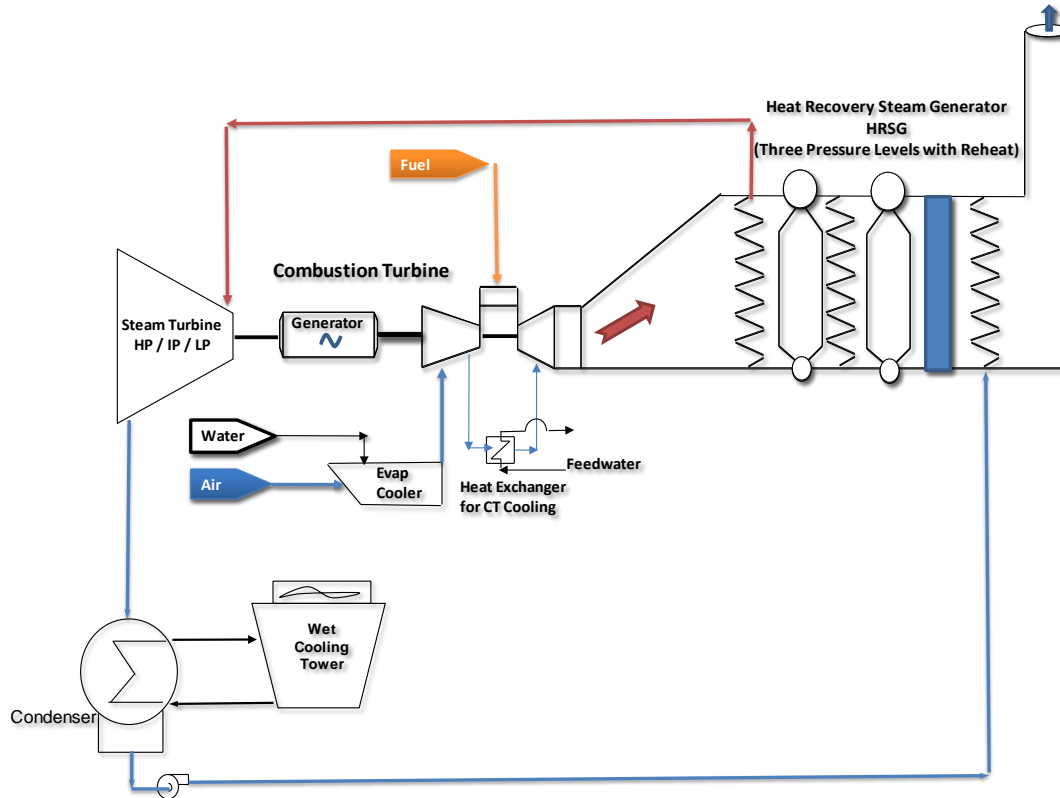 Heat Recovery Steam Generator
HRSG
(Three Pressure Levels with Reheat)
Fuel
Combustion Turbine
Steam Turbine
HP / IP / LP
Generator
Water
Air
Evap
Cooler
Feedwater
Heat Exchanger
for CT Cooling
Wet
Cooling
Tower
Condenser